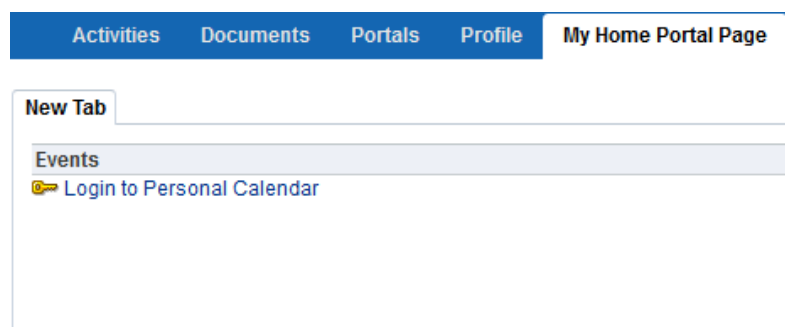 Activities Documents Portals Profile My Home Portal Page
New Tab
Events
Login to Personal Calendar